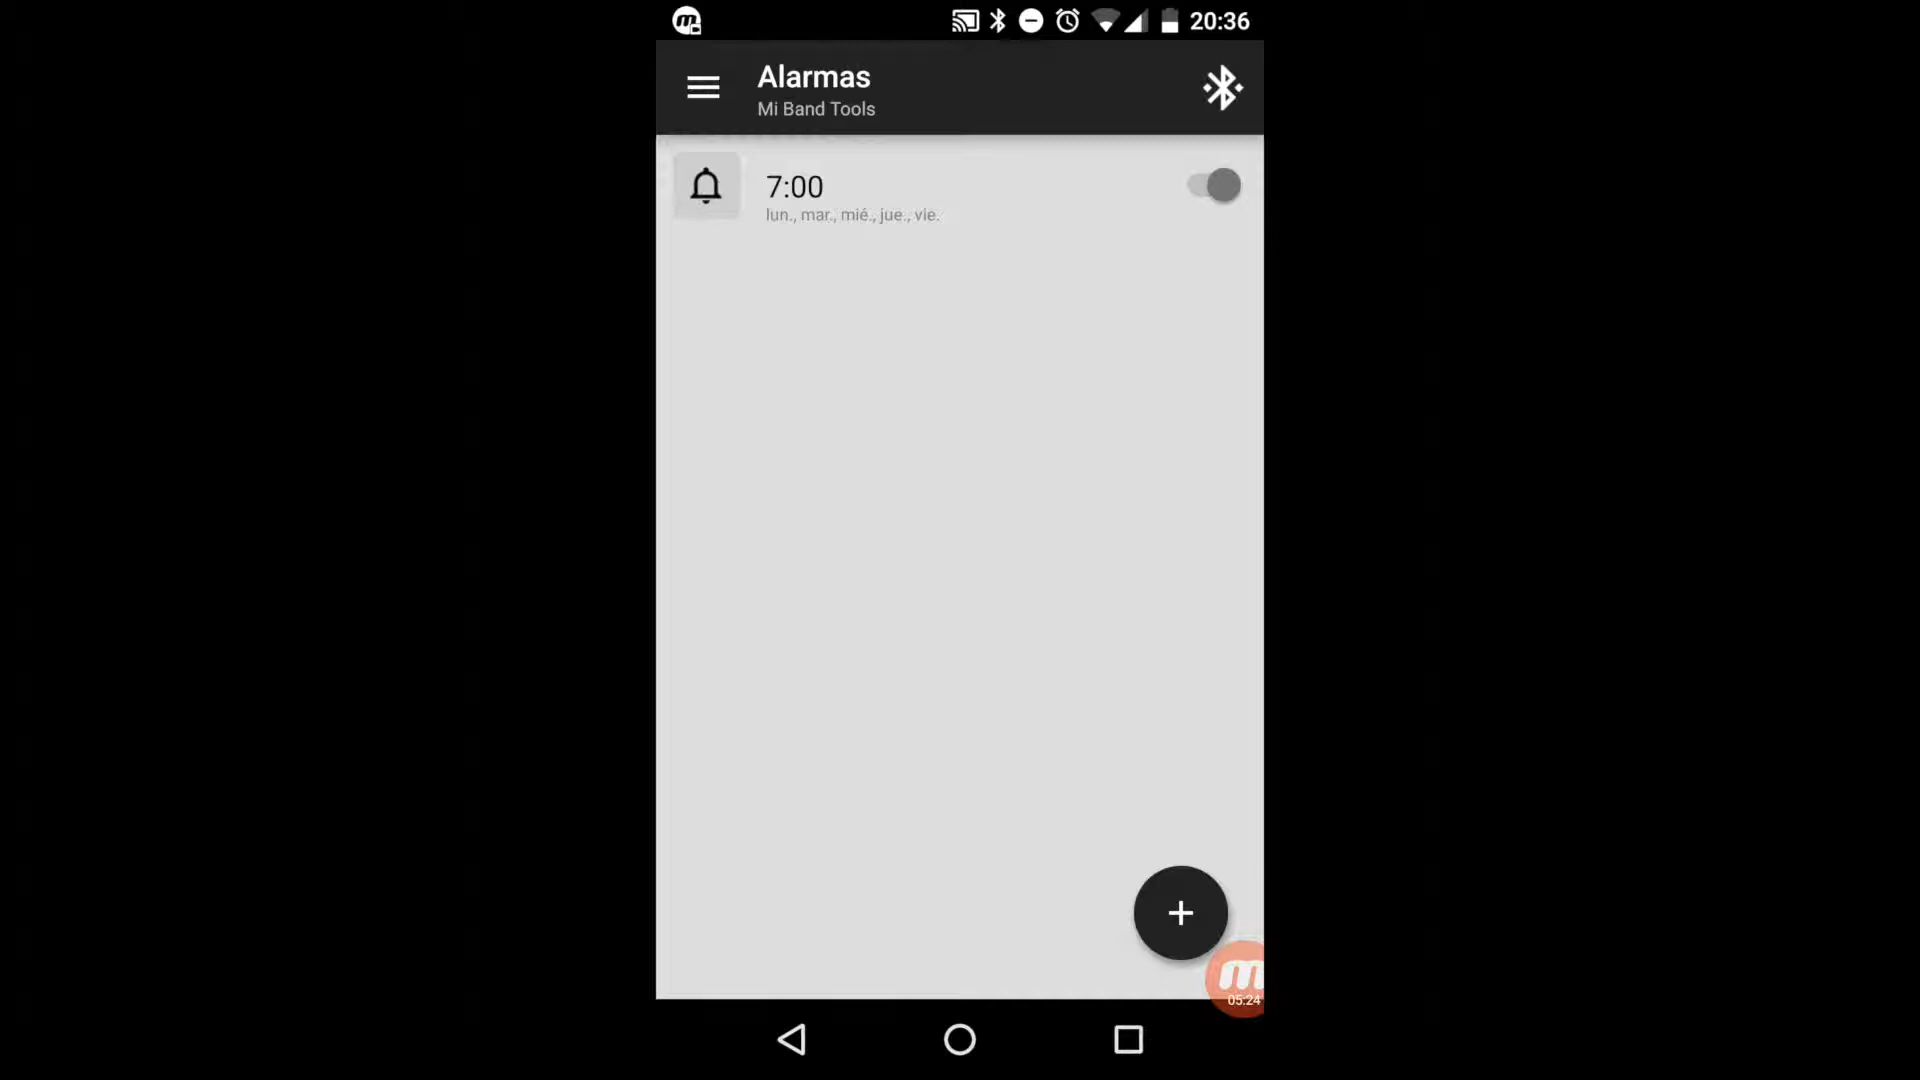 20:36
Alarmas
Mi Band Tools
7:00
lun., mar., mié., jue., vie.
05:24